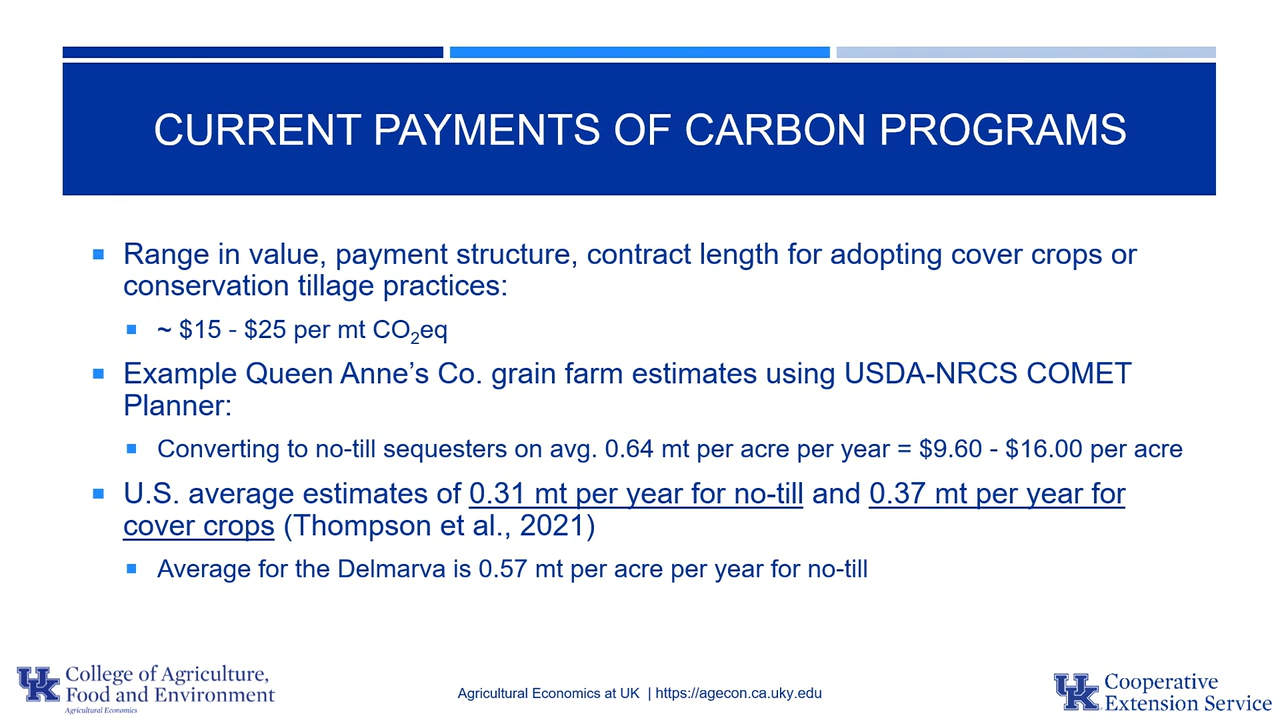 CURRENT PAYMENTS OF CARBON PROGRAMS
Range in value, payment structure, contract length for adopting cover crops or
conservation tillage practices:
~ $15 - $25 per mt CO₂eq
Example Queen Anne’s Co. grain farm estimates using USDA-NRCS COMET
Planner:
Converting to no-till sequesters on avg. 0.64 mt per acre per year = $9.60 - $16.00 per acre
U.S. average estimates of 0.31 mt per year for no-till and 0.37 mt per year for
cover crops (Thompson et al., 2021)
Average for the Delmarva is 0.57 mt per acre per year for no-till
UK College of Agriculture,
Food and Environment
Agricultural Economics
Agricultural Economics at UK | https://agecon.ca.uky.edu
UK Cooperative
Extension Service